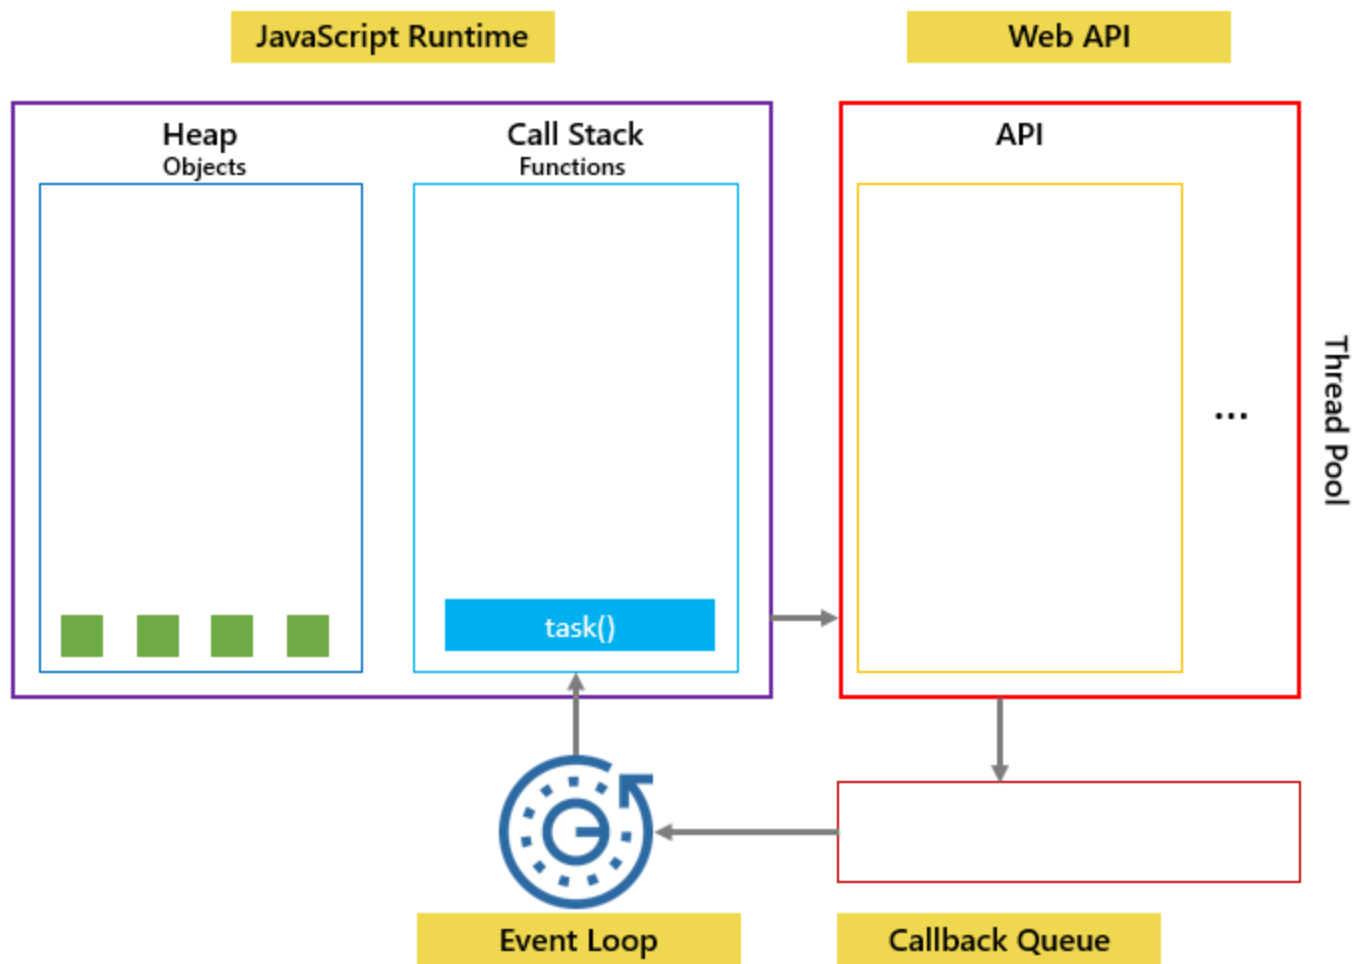 JavaScript Runtime
Web API
Heap
Objects
Call Stack
Functions
API
...
Thread Pool
task()
Event Loop
Callback Queue